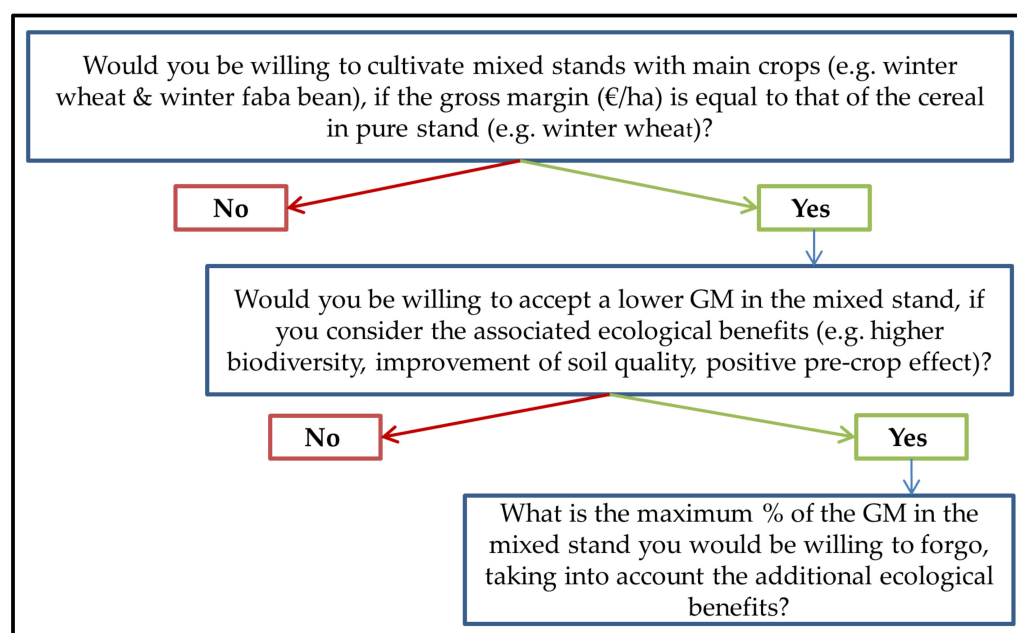 Would you be willing to cultivate mixed stands with main crops (e.g. winter
wheat & winter faba bean), if the gross margin (€/ha) is equal to that of the cereal
in pure stand (e.g. winter wheat)?
No
Yes
Would you be willing to accept a lower GM in the mixed stand, if
you consider the associated ecological benefits (e.g. higher
biodiversity, improvement of soil quality, positive pre-crop effect)?
No
Yes
What is the maximum % of the GM in the
mixed stand you would be willing to forgo,
taking into account the additional ecological
benefits?